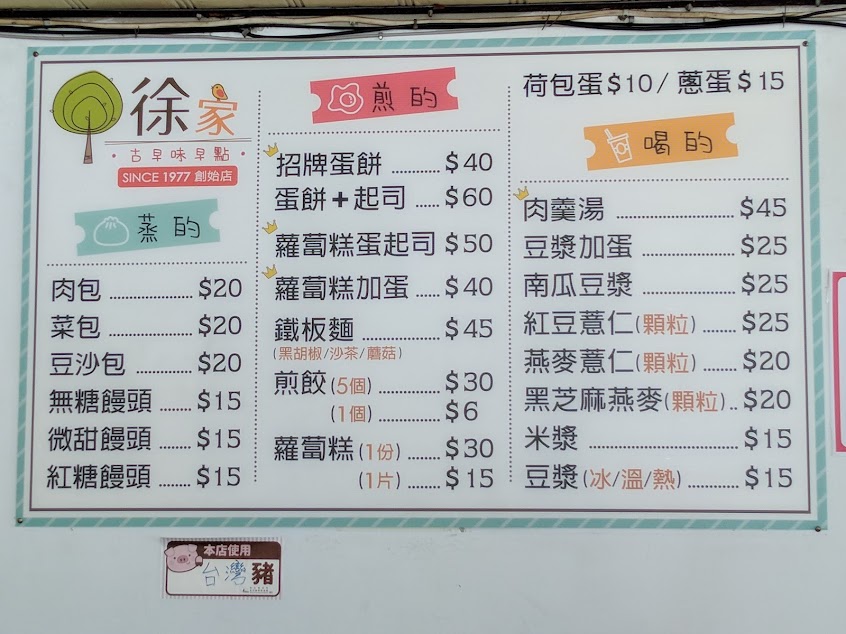 徐家
古早味早點
SINCE 1977 創始店
蒸的
肉包 ........ $20
菜包 ........ $20
豆沙包 ........ $20
無糖饅頭 ...... $15
微甜饅頭 ...... $15
紅糖饅頭 ...... $15
煎的
招牌蛋餅 ........ $40
蛋餅+起司 ..... $60
蘿蔔糕蛋起司 $50
蘿蔔糕加蛋 ..... $40
鐵板麵 ........ $45
(黑胡椒/沙茶/蘑菇)
煎餃(5個) ........ $30
(1個) ........ $6
蘿蔔糕(1份) ...... $30
(1片) ...... $15
荷包蛋$10/ 蔥蛋$15
喝的
肉羹湯 ........ $45
豆漿加蛋 ........ $25
南瓜豆漿 ........ $25
紅豆薏仁(顆粒) ...... $25
燕麥薏仁(顆粒) ...... $20
黑芝麻燕麥(顆粒).. $20
米漿 ........ $15
豆漿(冰/溫/熱) ........ $15
本店使用
台灣豬